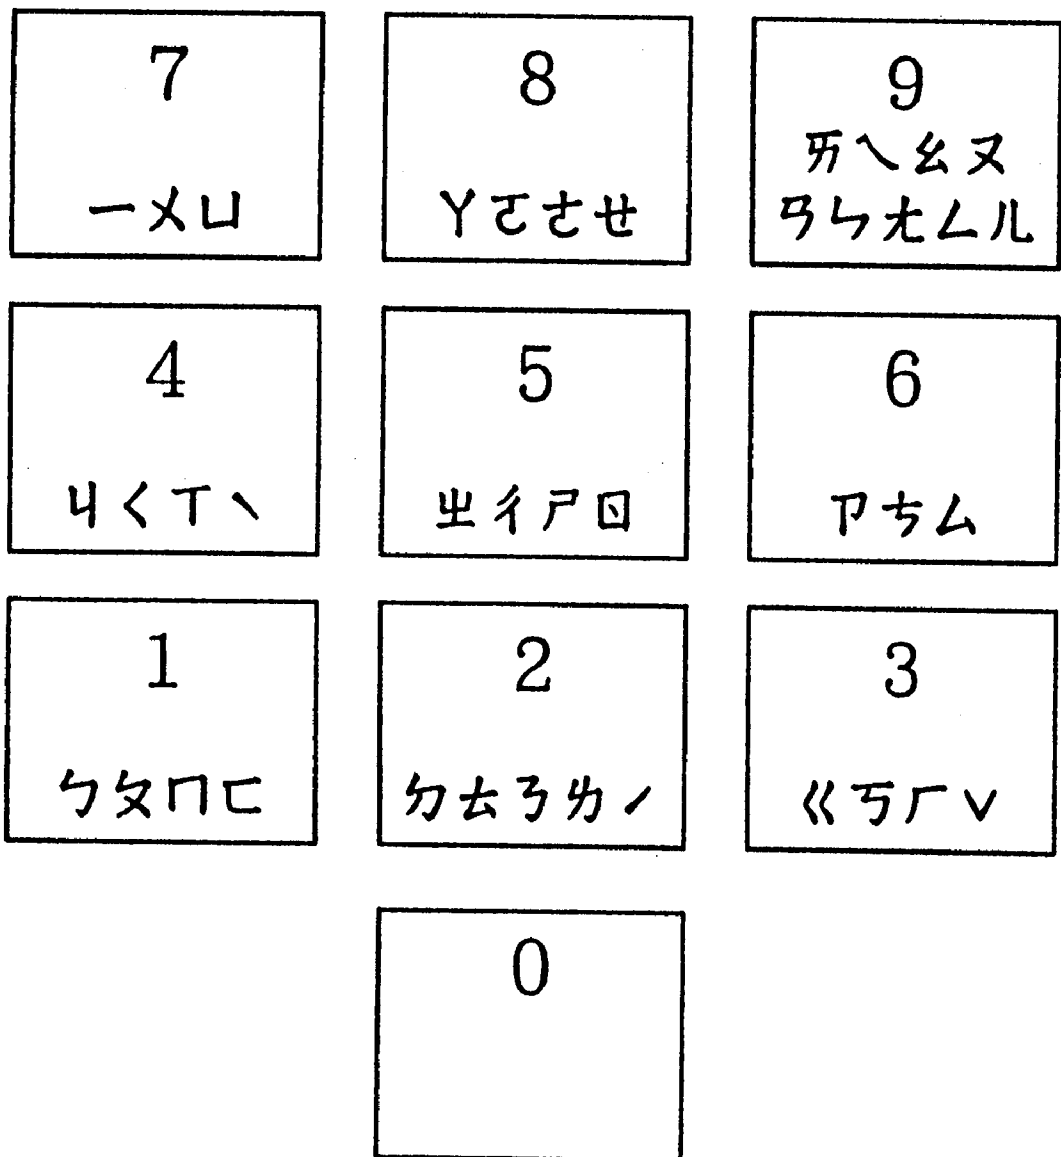 7
ㄧㄨㄩ
8
ㄚㄛㄜㄝ
9
ㄞㄟㄠㄡ
ㄢㄣㄤㄥㄦ
4
ㄐㄑㄒˋ
5
ㄓㄔㄕㄖ
6
ㄗㄘㄙ
1
ㄅㄆㄇㄈ
2
ㄉㄊㄋㄌˊ
3
ㄍㄎㄏˇ
0